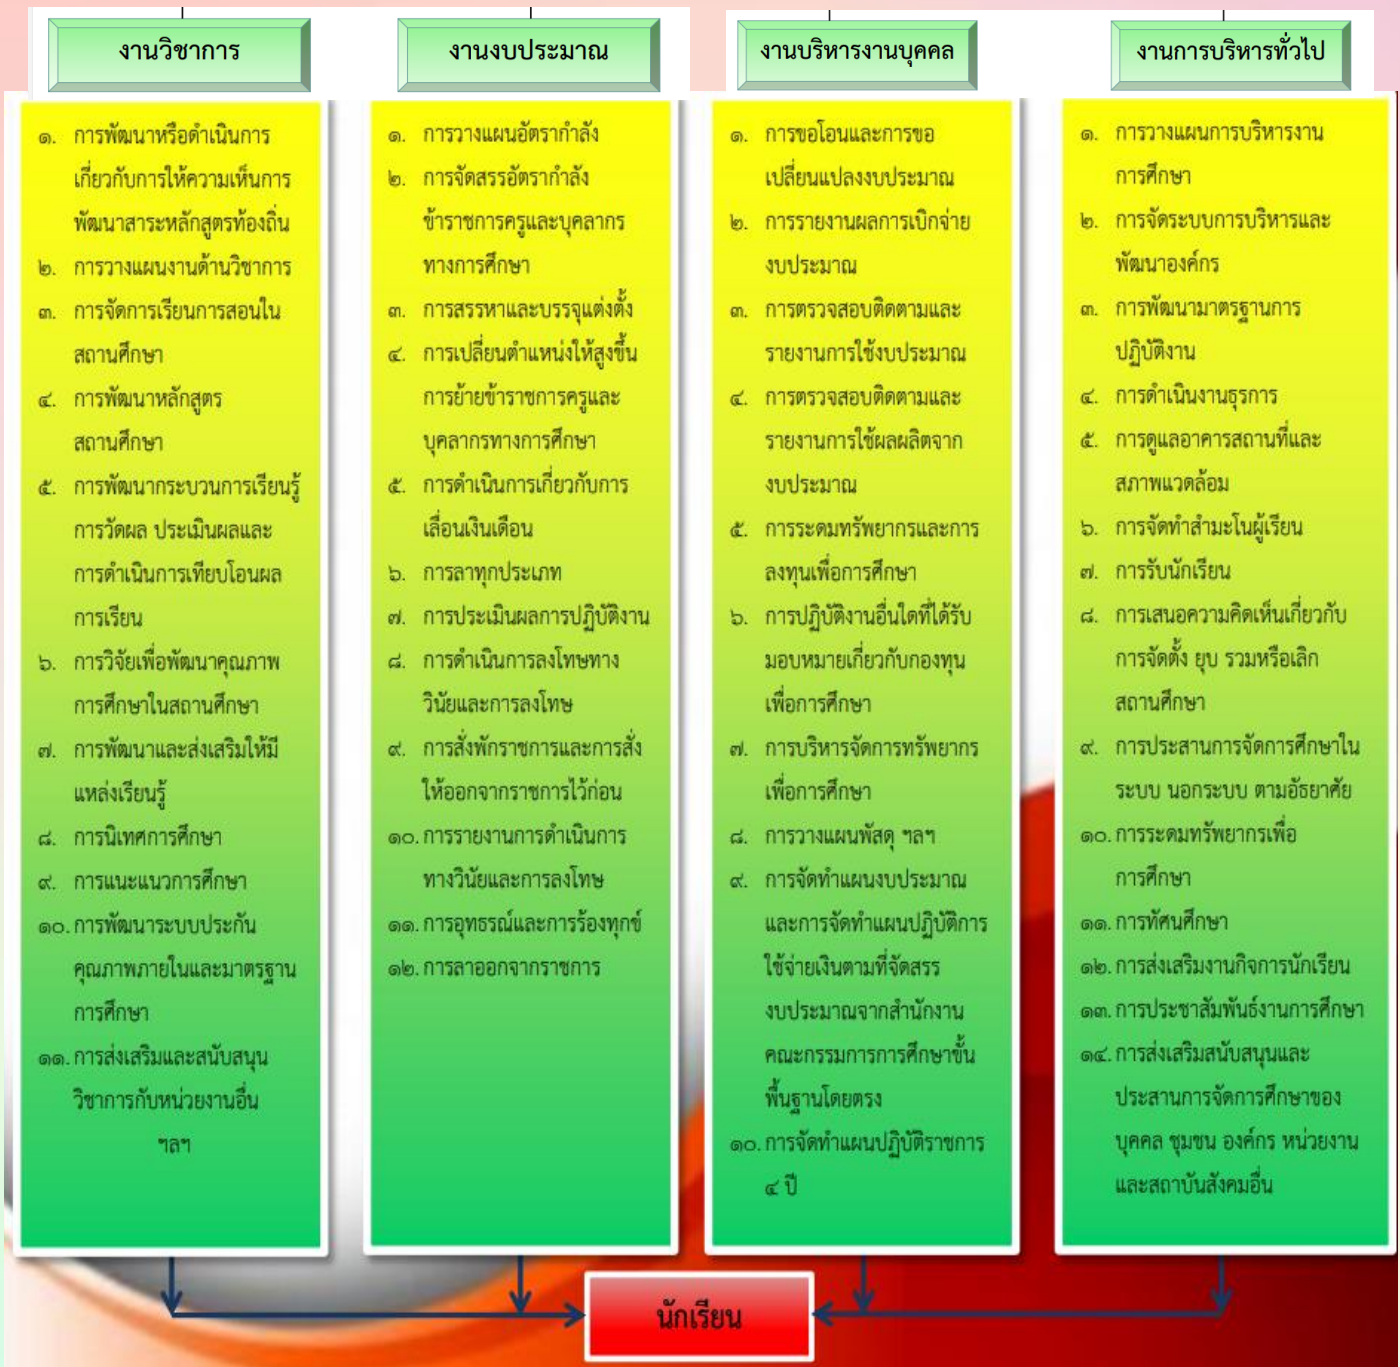 งานวิชาการ
๑. การพัฒนาหรือดำเนินการ
เกี่ยวกับการให้ความเห็นการ
พัฒนาสาระหลักสูตรท้องถิ่น
๒. การวางแผนงานด้านวิชาการ
๓. การจัดการเรียนการสอนใน
สถานศึกษา
๔. การพัฒนาหลักสูตร
สถานศึกษา
๕. การพัฒนากระบวนการเรียนรู้
การวัดผล ประเมินผลและ
การดำเนินการเทียบโอนผล
การเรียน
๖. การวิจัยเพื่อพัฒนาคุณภาพ
การศึกษาในสถานศึกษา
๗. การพัฒนาและส่งเสริมให้มี
แหล่งเรียนรู้
๘. การนิเทศการศึกษา
๙. การแนะแนวการศึกษา
๑๐. การพัฒนาระบบประกัน
คุณภาพภายในและมาตรฐาน
การศึกษา
๑๑. การส่งเสริมและสนับสนุน
วิชาการกับหน่วยงานอื่น
ฯลฯ
งานงบประมาณ
๑. การวางแผนอัตรากำลัง
๒. การจัดสรรอัตรากำลัง
ข้าราชการครูและบุคลากร
ทางการศึกษา
๓. การสรรหาและบรรจุแต่งตั้ง
๔. การเปลี่ยนตำแหน่งให้สูงขึ้น
การย้ายข้าราชการครูและ
บุคลากรทางการศึกษา
๕. การดำเนินการเกี่ยวกับการ
เลื่อนเงินเดือน
๖. การลาทุกประเภท
๗. การประเมินผลการปฏิบัติงาน
๘. การดำเนินการลงโทษทาง
วินัยและการลงโทษ
๙. การสั่งพักราชการและการสั่ง
ให้ออกจากราชการไว้ก่อน
๑๐. การรายงานการดำเนินการ
ทางวินัยและการลงโทษ
๑๑. การอุทธรณ์และการร้องทุกข์
๑๒. การลาออกจากราชการ
งานบริหารงานบุคคล
๑. การขอโอนและการขอ
เปลี่ยนแปลงงบประมาณ
๒. การรายงานผลการเบิกจ่าย
งบประมาณ
๓. การตรวจสอบติดตามและ
รายงานการใช้งบประมาณ
๔. การตรวจสอบติดตามและ
รายงานการใช้ผลผลิตจาก
งบประมาณ
๕. การระดมทรัพยากรและการ
ลงทุนเพื่อการศึกษา
๖. การปฏิบัติงานอื่นใดที่ได้รับ
มอบหมายเกี่ยวกับกองทุน
เพื่อการศึกษา
๗. การบริหารจัดการทรัพยากร
เพื่อการศึกษา
๘. การวางแผนพัสดุ ฯลฯ
๙. การจัดทำแผนงบประมาณ
และการจัดทำแผนปฏิบัติการ
ใช้จ่ายเงินตามที่จัดสรร
งบประมาณจากสำนักงาน
คณะกรรมการการศึกษาขั้น
พื้นฐานโดยตรง
๑๐. การจัดทำแผนปฏิบัติราชการ
๔ ปี
งานการบริหารทั่วไป
๑. การวางแผนการบริหารงาน
การศึกษา
๒. การจัดระบบการบริหารและ
พัฒนาองค์กร
๓. การพัฒนามาตรฐานการ
ปฏิบัติงาน
๔. การดำเนินงานธุรการ
๕. การดูแลอาคารสถานที่และ
สภาพแวดล้อม
๖. การจัดทำสำมะโนผู้เรียน
๗. การรับนักเรียน
๘. การเสนอความคิดเห็นเกี่ยวกับ
การจัดตั้ง ยุบ รวมหรือเลิก
สถานศึกษา
๙. การประสานการจัดการศึกษาใน
ระบบ นอกระบบ ตามอัธยาศัย
๑๐. การระดมทรัพยากรเพื่อ
การศึกษา
๑๑. การทัศนศึกษา
๑๒. การส่งเสริมงานกิจการนักเรียน
๑๓. การประชาสัมพันธ์งานการศึกษา
๑๔. การส่งเสริมสนับสนุนและ
ประสานการจัดการศึกษาของ
บุคคล ชุมชน องค์กร หน่วยงาน
และสถาบันสังคมอื่น
นักเรียน